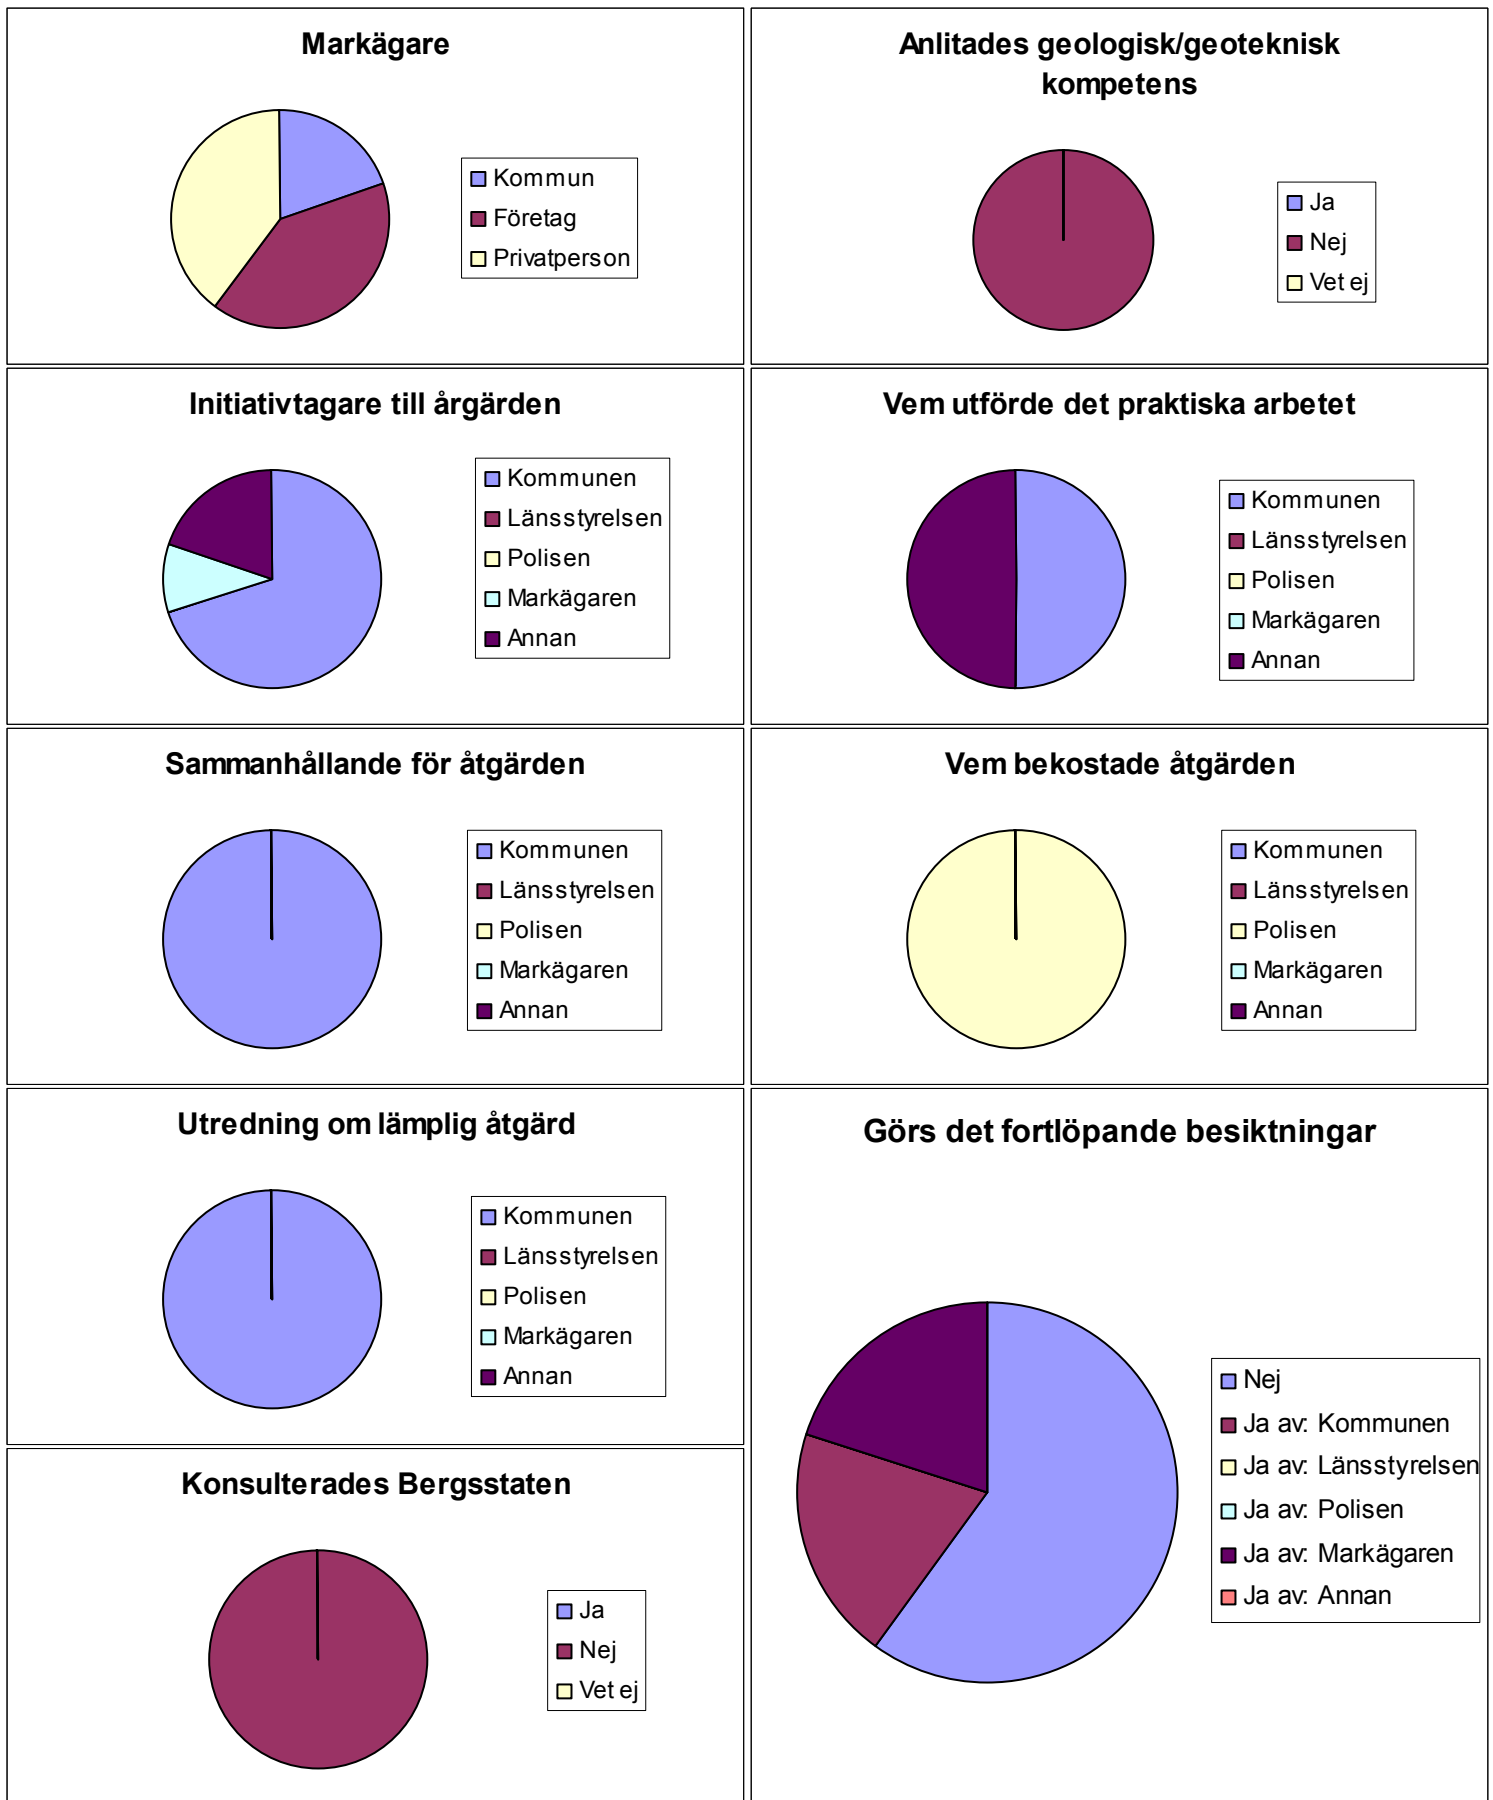 Markägare
Kommun
Företag
Privatperson
Anlitades geologisk/geoteknisk
kompetens
Ja
Nej
Vet ej
Initiativtagare till årgärden
Kommunen
Länsstyrelsen
Polisen
Markägaren
Annan
Vem utförde det praktiska arbetet
Kommunen
Länsstyrelsen
Polisen
Markägaren
Annan
Sammanhållande för åtgärden
Kommunen
Länsstyrelsen
Polisen
Markägaren
Annan
Vem bekostade åtgärden
Kommunen
Länsstyrelsen
Polisen
Markägaren
Annan
Utredning om lämplig åtgärd
Kommunen
Länsstyrelsen
Polisen
Markägaren
Annan
Görs det fortlöpande besiktningar
Nej
Ja av: Kommunen
Ja av: Länsstyrelsen
Ja av: Polisen
Ja av: Markägaren
Ja av: Annan
Konsulterades Bergsstaten
Ja
Nej
Vet ej